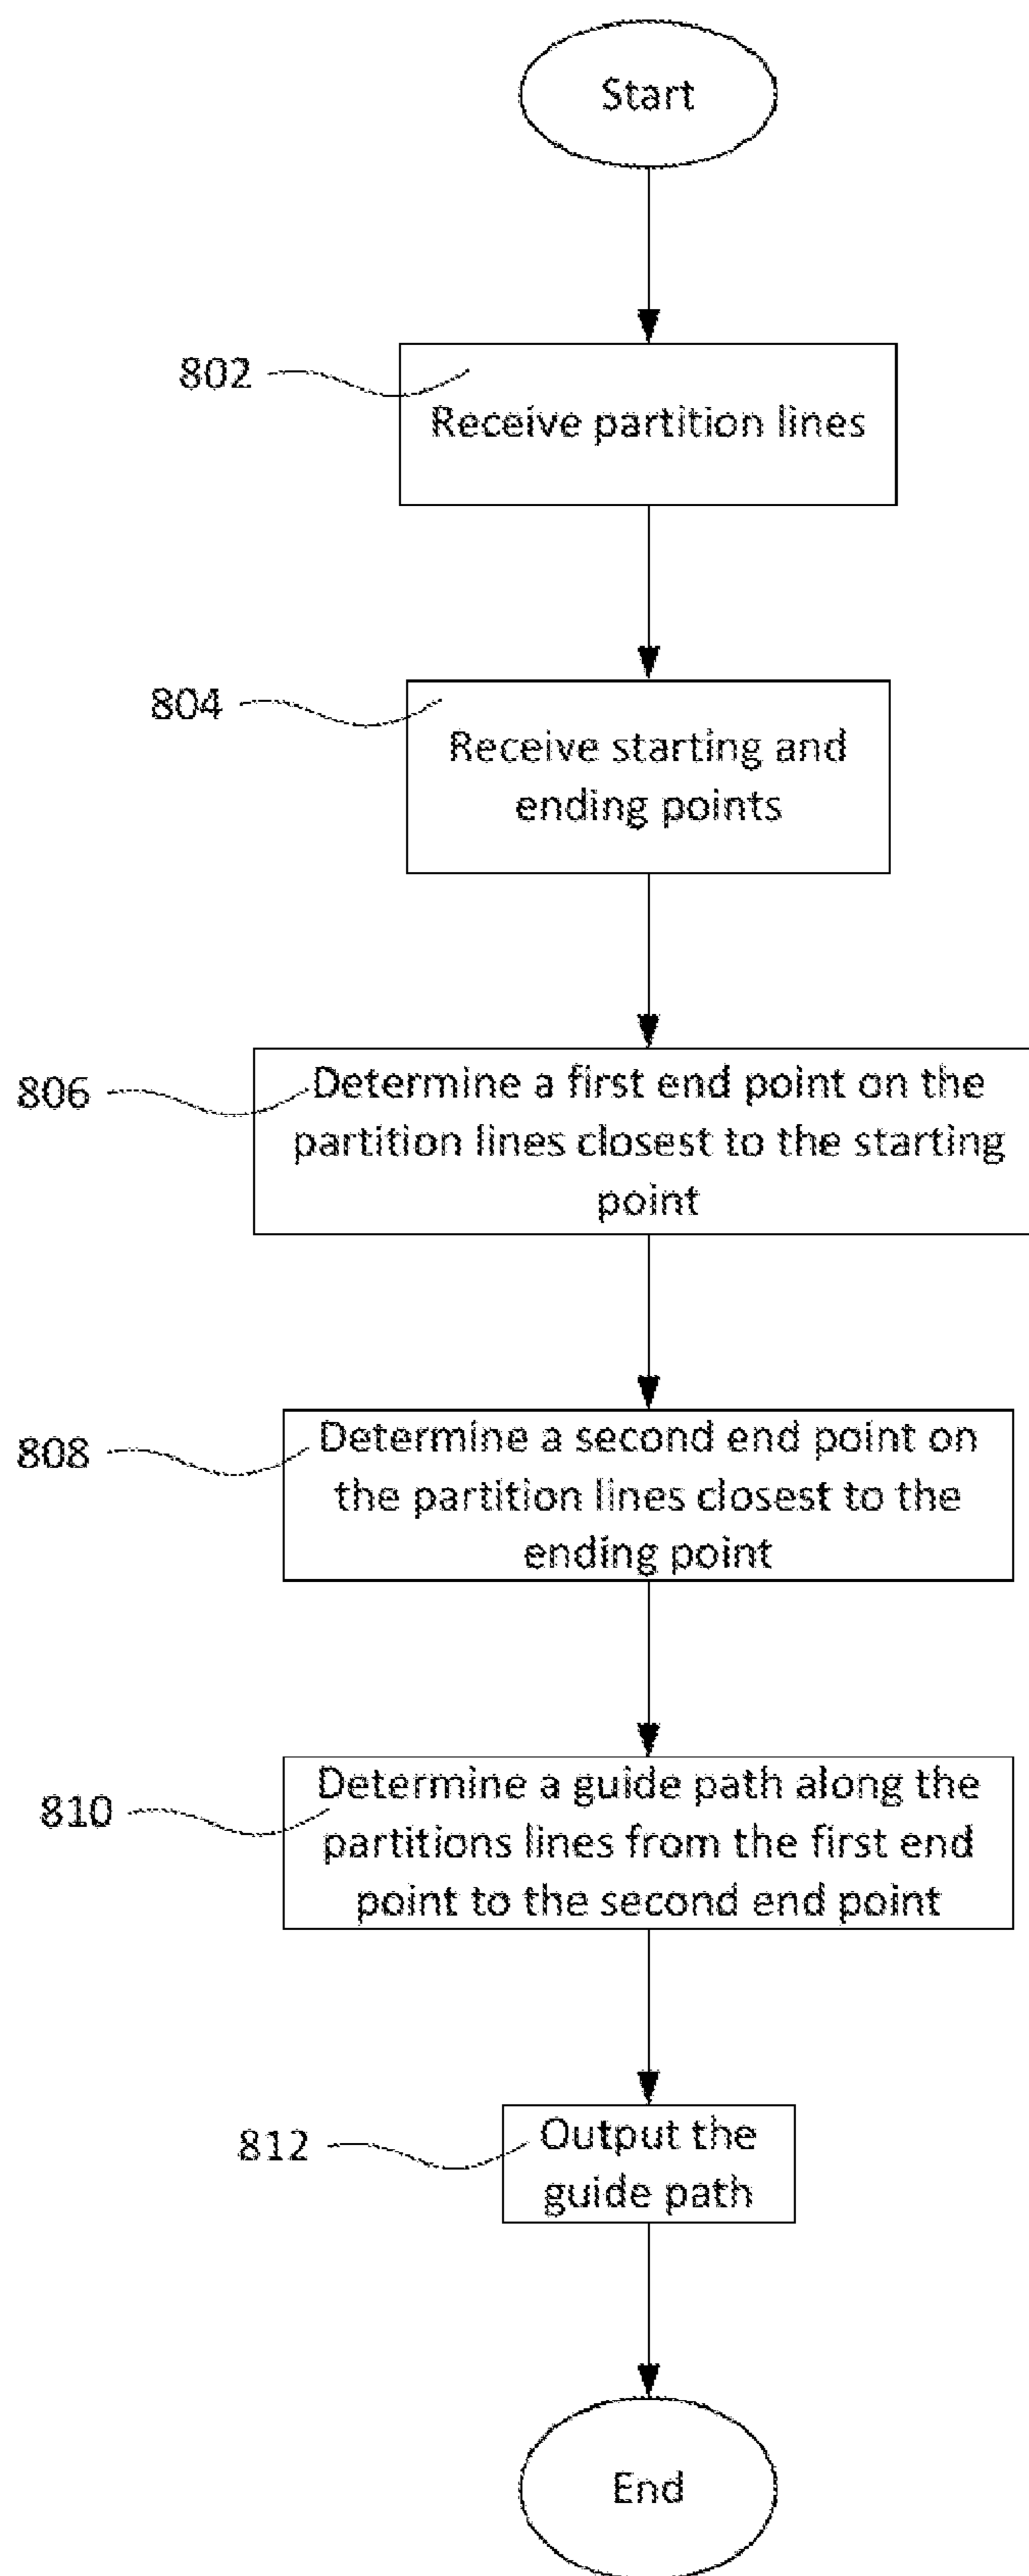 Start
802
Receive partition lines
804
Receive starting and
ending points
806
Determine a first end point on the
partition lines closest to the starting
point
808
Determine a second end point on
the partition lines closest to the
ending point
810
Determine a guide path along the
partitions lines from the first end
point to the second end point
812
Output the
guide path
End